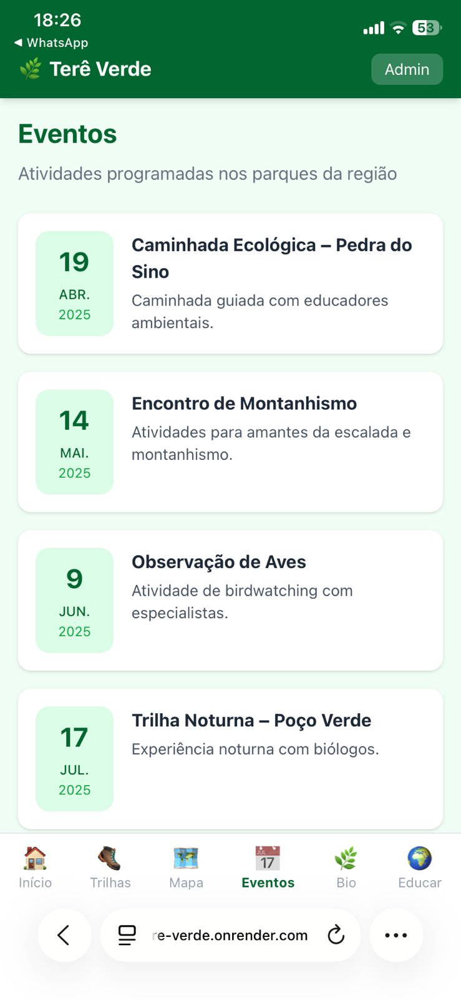 18:26
53
◀ WhatsApp
Terê Verde
Admin
Eventos
Atividades programadas nos parques da região
19
ABR.
2025
Caminhada Ecológica – Pedra do
Sino
Caminhada guiada com educadores
ambientais.
14
MAI.
2025
Encontro de Montanhismo
Atividades para amantes da escalada e
montanhismo.
9
JUN.
2025
Observação de Aves
Atividade de birdwatching com
especialistas.
17
JUL.
2025
Trilha Noturna – Poço Verde
Experiência noturna com biólogos.
JUL
17
Início
Trilhas
Mapa
Eventos
Bio
Educar
re-verde.onrender.com